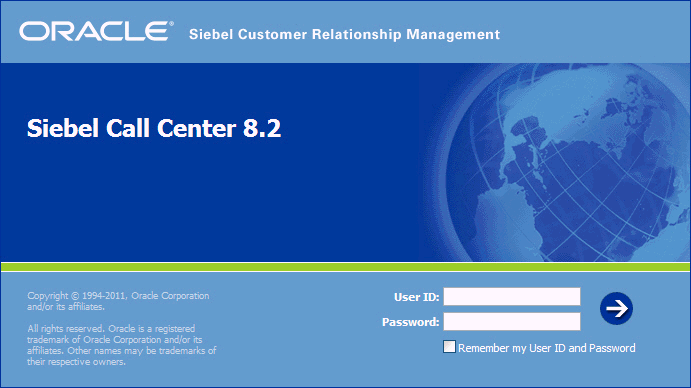 ORACLE® Siebel Customer Relationship Management
Siebel Call Center 8.2
Copyright © 1994-2011, Oracle Corporation
and/or its affiliates.
All rights reserved. Oracle is a registered
trademark of Oracle Corporation and/or its
affiliates. Other names may be trademarks of
their respective owners.
User ID:
Password:
Remember my User ID and Password